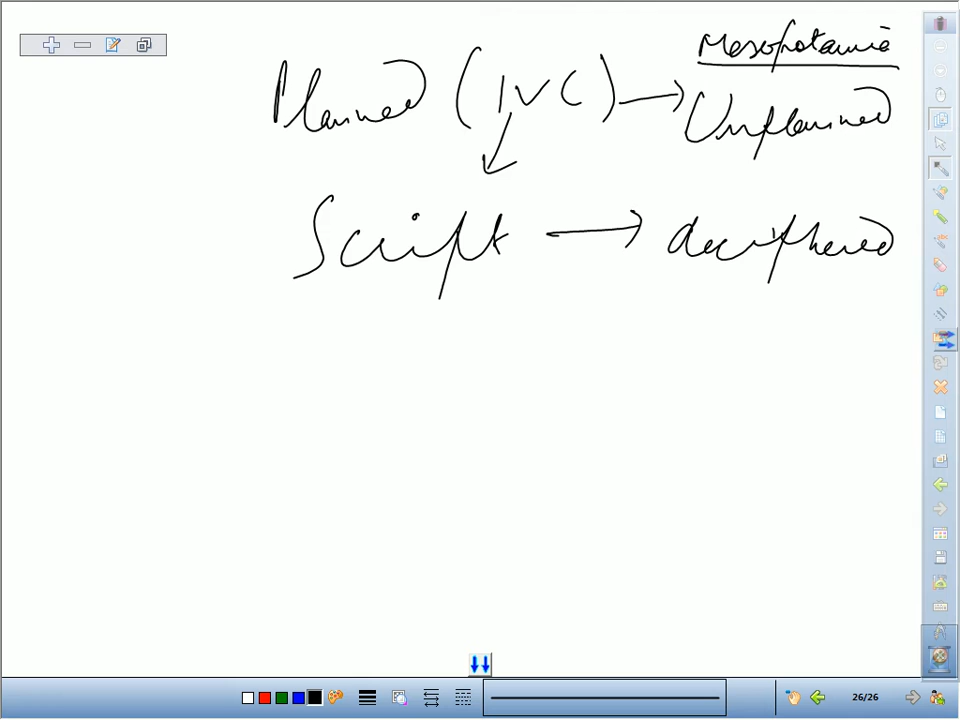 Mesopotamia
Planned (IVC) → Unplanned
Script → deciphered
26/26